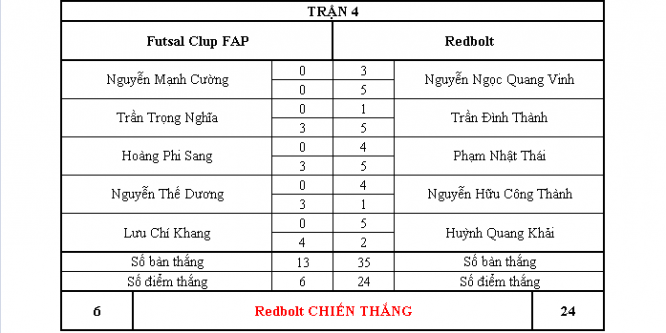 TRẬN 4
Futsal Clup FAP Redbolt
Nguyễn Mạnh Cường 0 3 Nguyễn Ngọc Quang Vinh
0 5
Trần Trọng Nghĩa 0 1 Trần Đình Thành
3 5
Hoàng Phi Sang 0 4 Phạm Nhật Thái
3 5
Nguyễn Thế Dương 0 4 Nguyễn Hữu Công Thành
3 1
Lưu Chí Khang 0 5 Huỳnh Quang Khải
4 2
Số bàn thắng 13 35 Số bàn thắng
Số điểm thắng 6 24 Số điểm thắng
6 Redbolt CHIẾN THẮNG 24